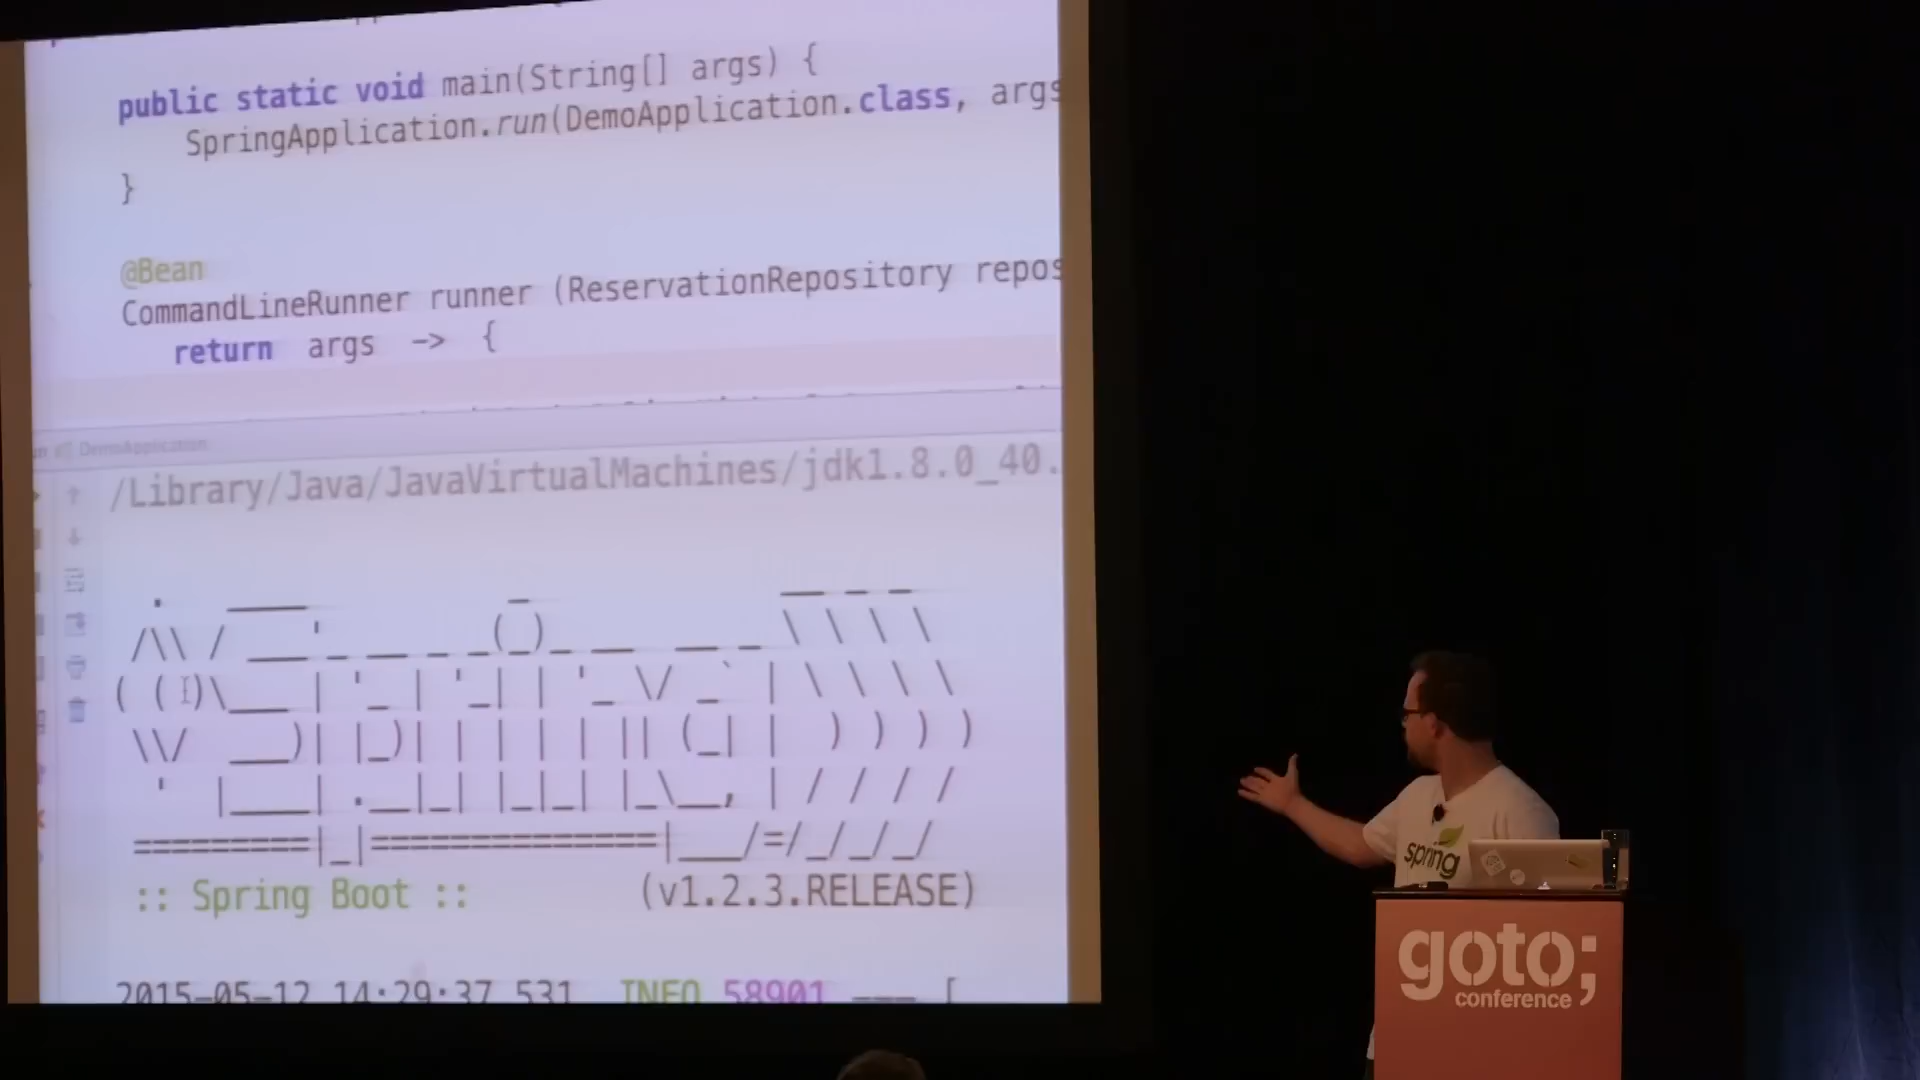 public static void main(String[] args) {
SpringApplication.run(DemoApplication.class, args
}
@Bean
CommandLineRunner runner (ReservationRepository repos
return args -> {
DemoApplication
/Library/Java/JavaVirtualMachines/jdk1.8.0_40.
:: Spring Boot :: (v1.2.3.RELEASE)
2015-05-12 14:29:37.531 INFO 58901 --- [
spring
goto;
conference